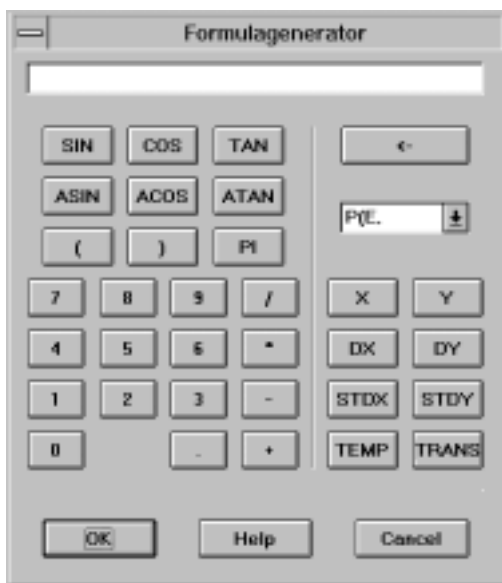 Formulagenerator
SIN COS TAN <-
ASIN ACOS ATAN
P(E.
( ) PI
7 8 9 / X Y
4 5 6 * DX DY
1 2 3 - STDX STDY
0 . + TEMP TRANS
OK Help Cancel